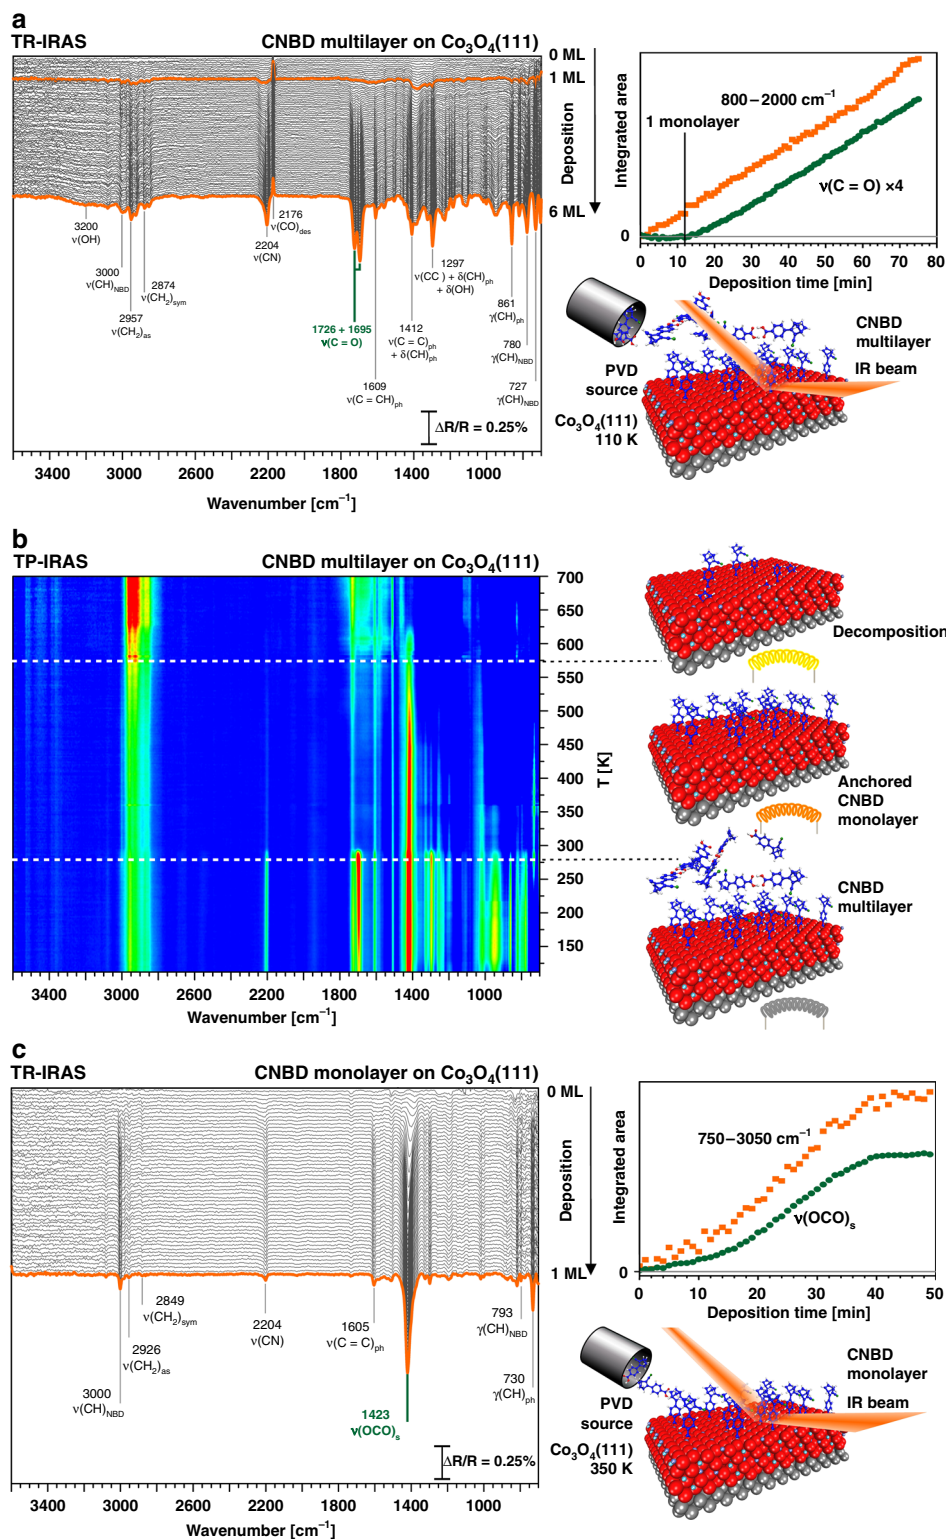 a
TR-IRAS
CNBD multilayer on Co₃O₄(111)
0 ML
1 ML
Deposition
6 ML
3200
ν(OH)
3000
ν(CH)NBD
2957
ν(CH₂)as
2874
ν(CH₂)sym
2204
ν(CN)
2176
ν(CO)des
1726 + 1695
ν(C = O)
1609
ν(C = CH)ph
1412
ν(C = C)ph
+ δ(CH)ph
1297
ν(CC ) + δ(CH)ph
+ δ(OH)
861
γ(CH)ph
780
γ(CH)NBD
727
γ(CH)NBD
ΔR/R = 0.25%
3400 3000 2600 2200 1800 1400 1000
Wavenumber [cm⁻¹]
Integrated area
800–2000 cm⁻¹
1 monolayer
ν(C = O) ×4
0
0 10 20 30 40 50 60 70 80
Deposition time [min]
CNBD
multilayer
IR beam
PVD
source
Co₃O₄(111)
110 K
b
TP-IRAS
CNBD multilayer on Co₃O₄(111)
700
650
600
550
500
450
400
350
300
250
200
150
T [K]
3400 3000 2600 2200 1800 1400 1000
Wavenumber [cm⁻¹]
Decomposition
Anchored
CNBD
monolayer
CNBD
multilayer
c
TR-IRAS
CNBD monolayer on Co₃O₄(111)
0 ML
Deposition
1 ML
3000
ν(CH)NBD
2926
ν(CH₂)as
2849
ν(CH₂)sym
2204
ν(CN)
1605
ν(C = C)ph
1423
ν(OCO)s
793
γ(CH)NBD
730
γ(CH)ph
ΔR/R = 0.25%
3400 3000 2600 2200 1800 1400 1000
Wavenumber [cm⁻¹]
Integrated area
750–3050 cm⁻¹
ν(OCO)s
0
0 10 20 30 40 50
Deposition time [min]
CNBD
monolayer
IR beam
PVD
source
Co₃O₄(111)
350 K